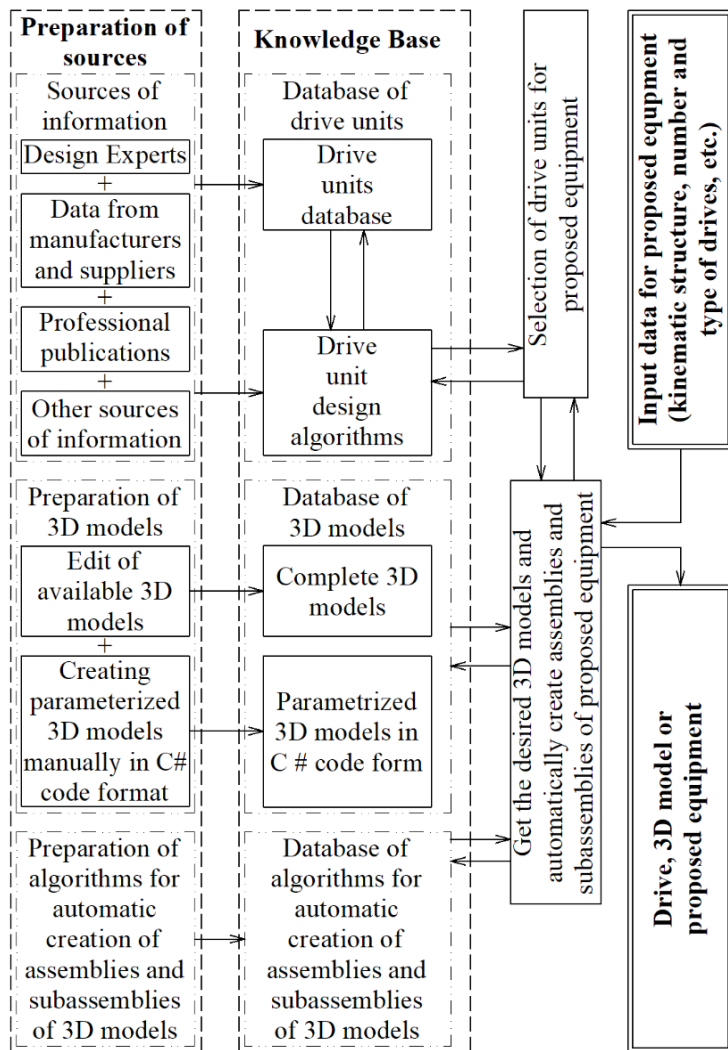 Preparation of
sources
Sources of
information
Design Experts
+
Data from
manufacturers
and suppliers
+
Professional
publications
+
Other sources
of information
Preparation of
3D models
Edit of
available 3D
models
+
Creating
parameterized
3D models
manually in C#
code format
Preparation of
algorithms for
automatic
creation of
assemblies and
subassemblies
of 3D models
Knowledge Base
Database of
drive units
Drive
units
database
Drive
unit
design
algorithms
Database of
3D models
Complete 3D
models
Parametrized
3D models in
C # code form
Database of
algorithms for
automatic
creation of
assemblies and
subassemblies
of 3D models
Selection of drive units for
proposed equipment
Get the desired 3D models and
automatically create assemblies and
subassemblies of proposed equipment
Input data for proposed equpment
(kinematic structure, number and
type of drives, etc.)
Drive, 3D model or
proposed equipment